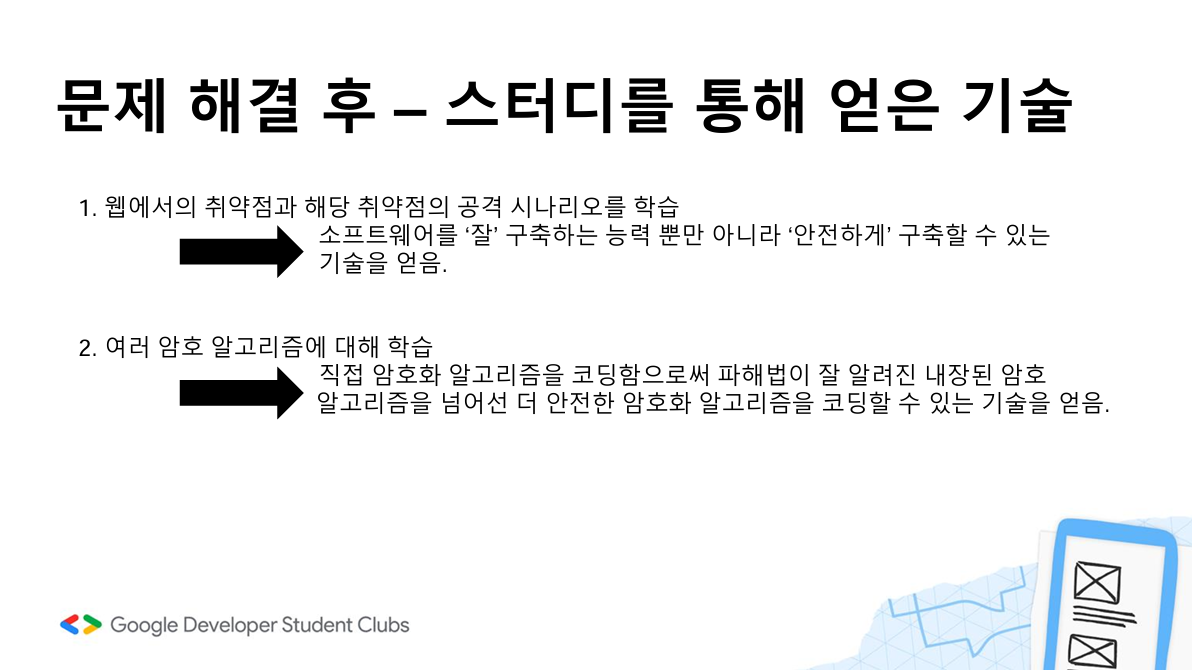 문제 해결 후 – 스터디를 통해 얻은 기술
1. 웹에서의 취약점과 해당 취약점의 공격 시나리오를 학습
소프트웨어를 ‘잘’ 구축하는 능력 뿐만 아니라 ‘안전하게’ 구축할 수 있는
기술을 얻음.
2. 여러 암호 알고리즘에 대해 학습
직접 암호화 알고리즘을 코딩함으로써 파해법이 잘 알려진 내장된 암호
알고리즘을 넘어선 더 안전한 암호화 알고리즘을 코딩할 수 있는 기술을 얻음.
Google Developer Student Clubs